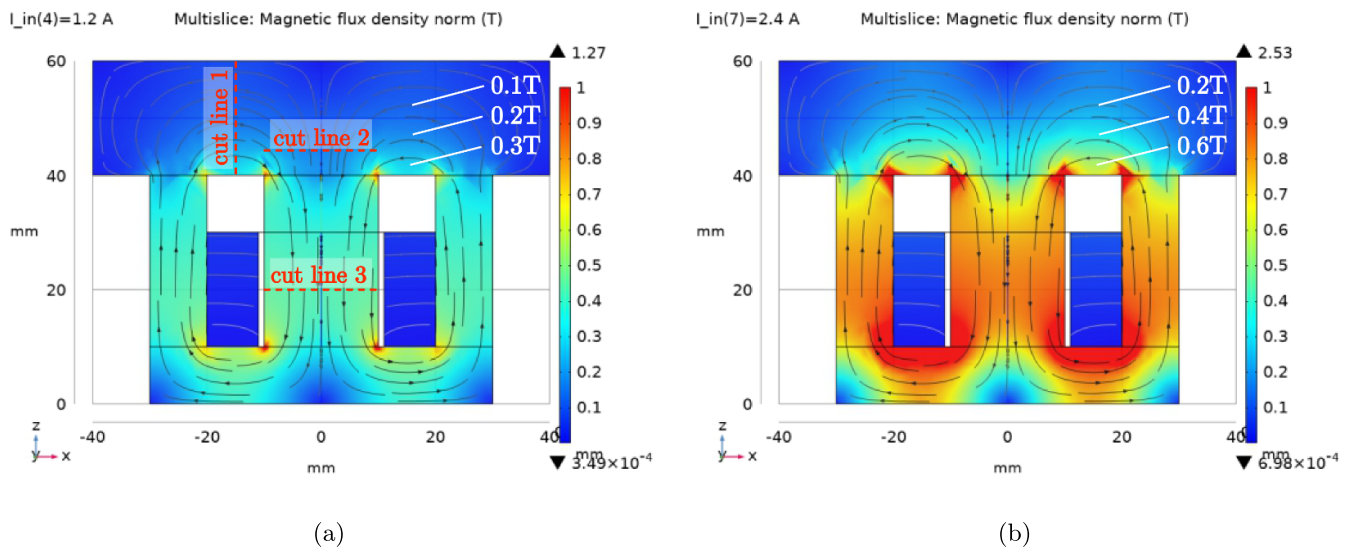 I_in(4)=1.2 A Multislice: Magnetic flux density norm (T)
▲ 1.27
60
40
20
0
mm
-40 -20 0 20 40
mm
mm
z
y x
cut line 1
cut line 2
cut line 3
0.1T
0.2T
0.3T
1
0.9
0.8
0.7
0.6
0.5
0.4
0.3
0.2
0.1
▼ 3.49×10⁻⁴
(a)
I_in(7)=2.4 A Multislice: Magnetic flux density norm (T)
▲ 2.53
60
40
20
0
mm
-40 -20 0 20 40
mm
mm
z
y x
0.2T
0.4T
0.6T
1
0.9
0.8
0.7
0.6
0.5
0.4
0.3
0.2
0.1
▼ 6.98×10⁻⁴
(b)